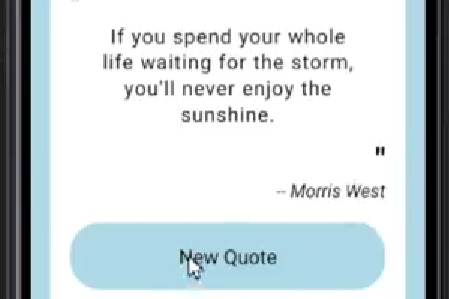 If you spend your whole
life waiting for the storm,
you'll never enjoy the
sunshine.
"
-- Morris West
New Quote